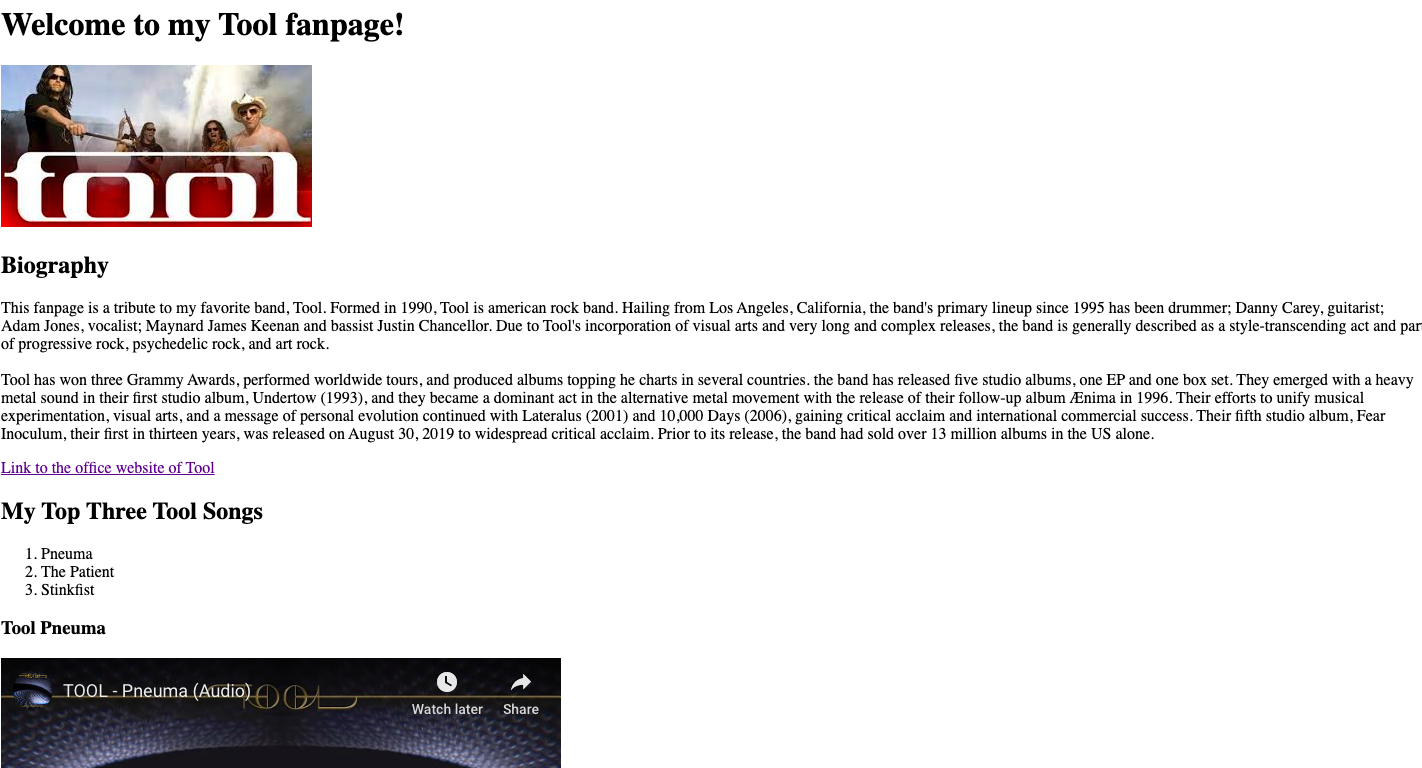 Welcome to my Tool fanpage!
tool
Biography
This fanpage is a tribute to my favorite band, Tool. Formed in 1990, Tool is american rock band. Hailing from Los Angeles, California, the band's primary lineup since 1995 has been drummer; Danny Carey, guitarist;
Adam Jones, vocalist; Maynard James Keenan and bassist Justin Chancellor. Due to Tool's incorporation of visual arts and very long and complex releases, the band is generally described as a style-transcending act and par
of progressive rock, psychedelic rock, and art rock.
Tool has won three Grammy Awards, performed worldwide tours, and produced albums topping he charts in several countries. the band has released five studio albums, one EP and one box set. They emerged with a heavy
metal sound in their first studio album, Undertow (1993), and they became a dominant act in the alternative metal movement with the release of their follow-up album Ænima in 1996. Their efforts to unify musical
experimentation, visual arts, and a message of personal evolution continued with Lateralus (2001) and 10,000 Days (2006), gaining critical acclaim and international commercial success. Their fifth studio album, Fear
Inoculum, their first in thirteen years, was released on August 30, 2019 to widespread critical acclaim. Prior to its release, the band had sold over 13 million albums in the US alone.
Link to the office website of Tool
My Top Three Tool Songs
1. Pneuma
2. The Patient
3. Stinkfist
Tool Pneuma
TOOL - Pneuma (Audio)
TOOL
Watch later
Share